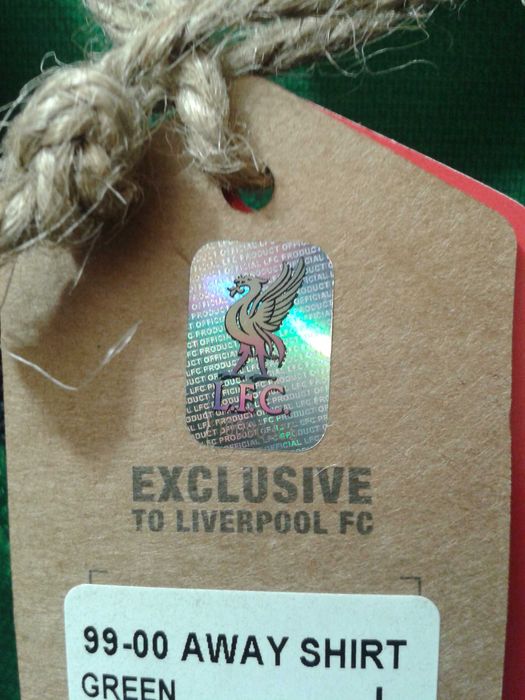 L.F.C.
EXCLUSIVE
TO LIVERPOOL FC
99-00 AWAY SHIRT
GREEN L